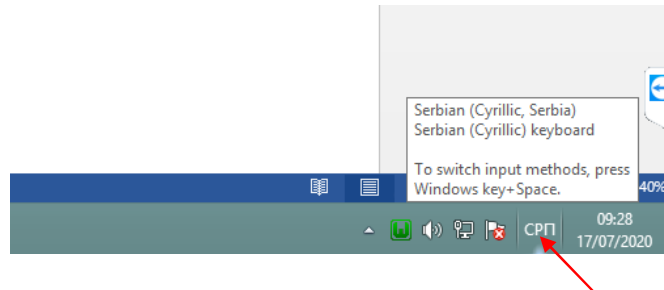 Serbian (Cyrillic, Serbia)
Serbian (Cyrillic) keyboard
To switch input methods, press
Windows key+Space.
40%
СРП
09:28
17/07/2020